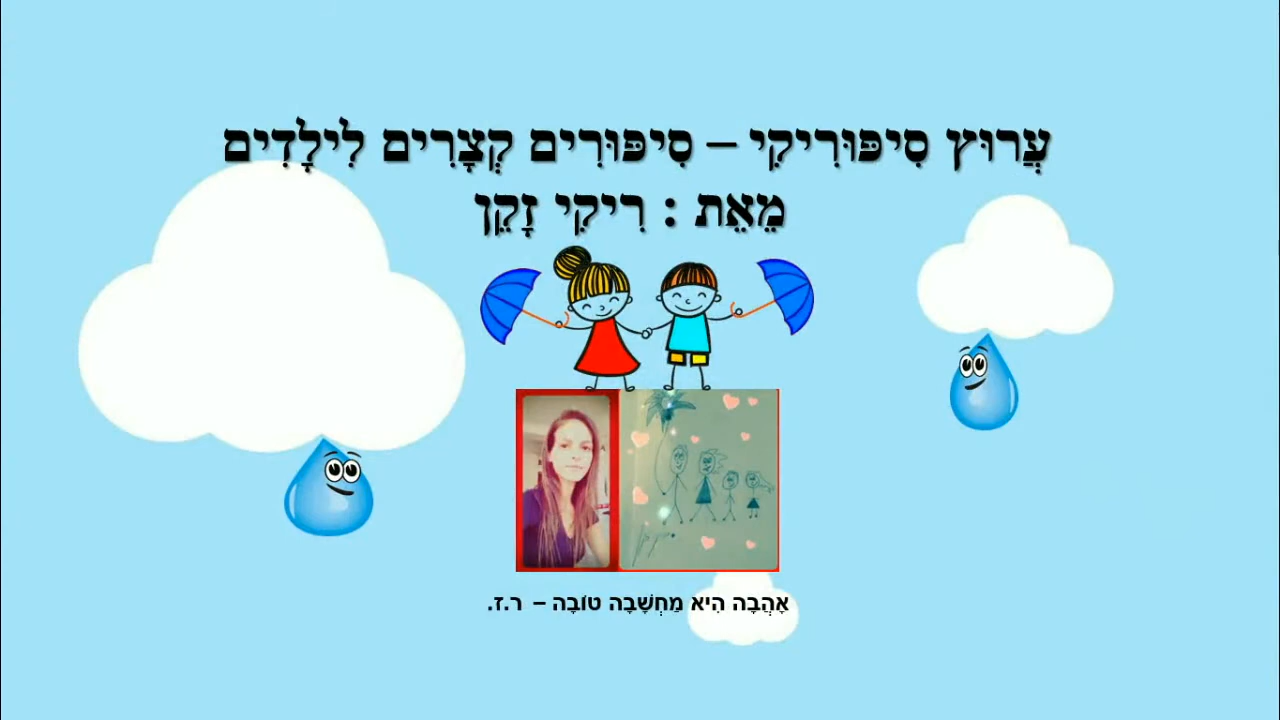 עֲרוּץ סִיפּוּרִיקִי – סִיפּוּרִים קְצָרִים לִילָדִים
מֵאֵת : רִיקִי זָקֵן
אָהֲבָה הִיא מַחְשָׁבָה טוֹבָה – ר.ז.